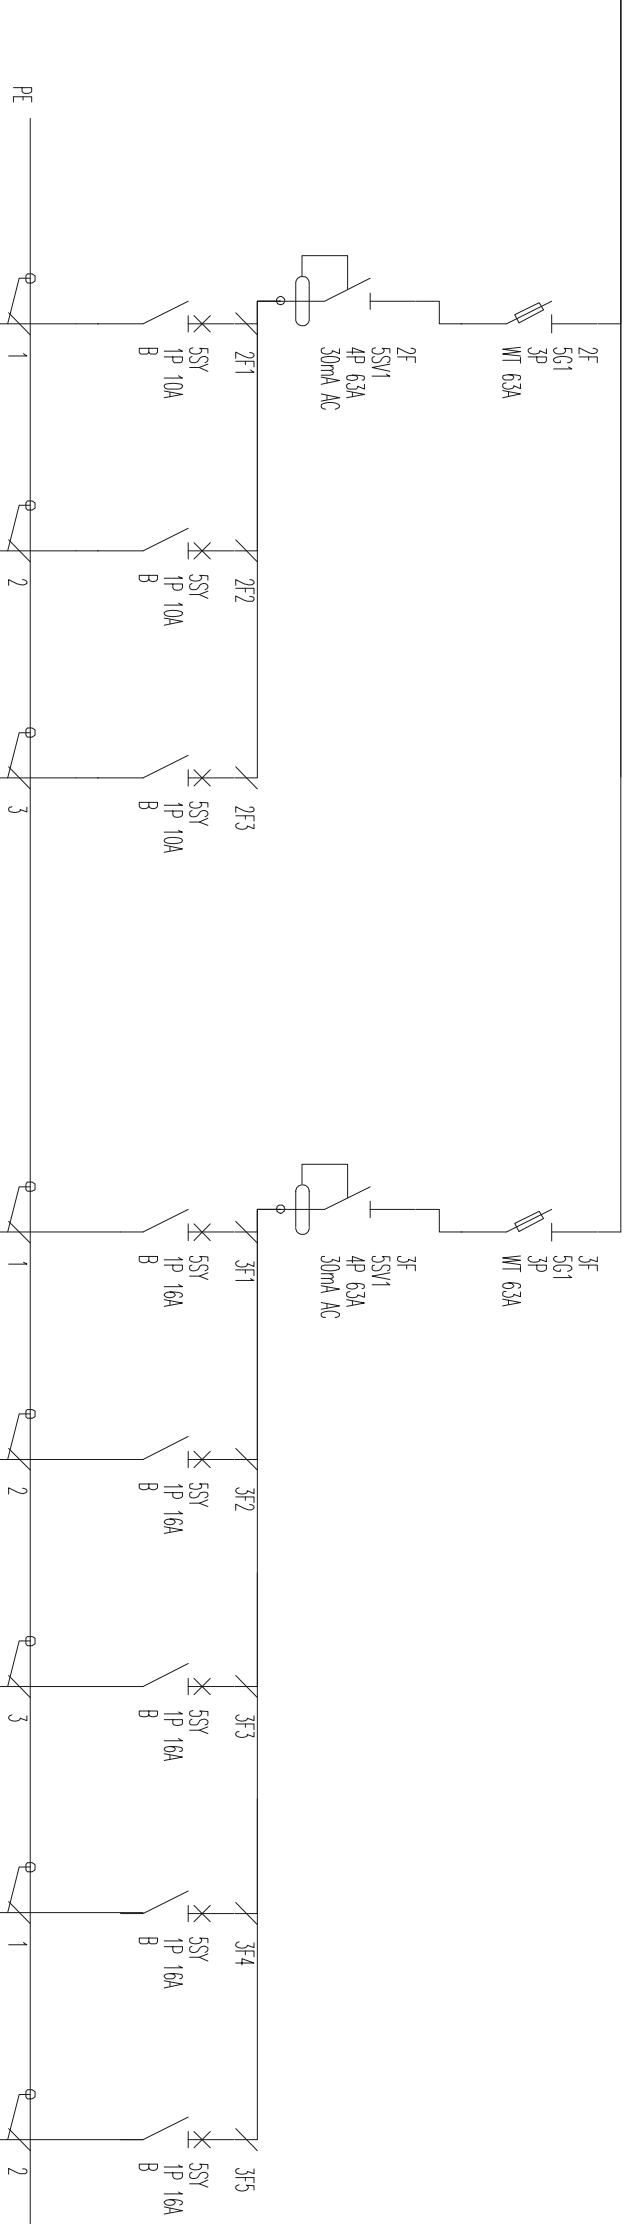 2F
5G1
3P
WT 63A
3F
5G1
3P
WT 63A
2F
5SV1
4P 63A
30mA AC
3F
5SV1
4P 63A
30mA AC
2F1
5SY
1P 10A
B
2F2
5SY
1P 10A
B
2F3
5SY
1P 10A
B
3F1
5SY
1P 16A
B
3F2
5SY
1P 16A
B
3F3
5SY
1P 16A
B
3F4
5SY
1P 16A
B
3F5
5SY
1P 16A
B
PE
1
2
3
1
2
3
1
2